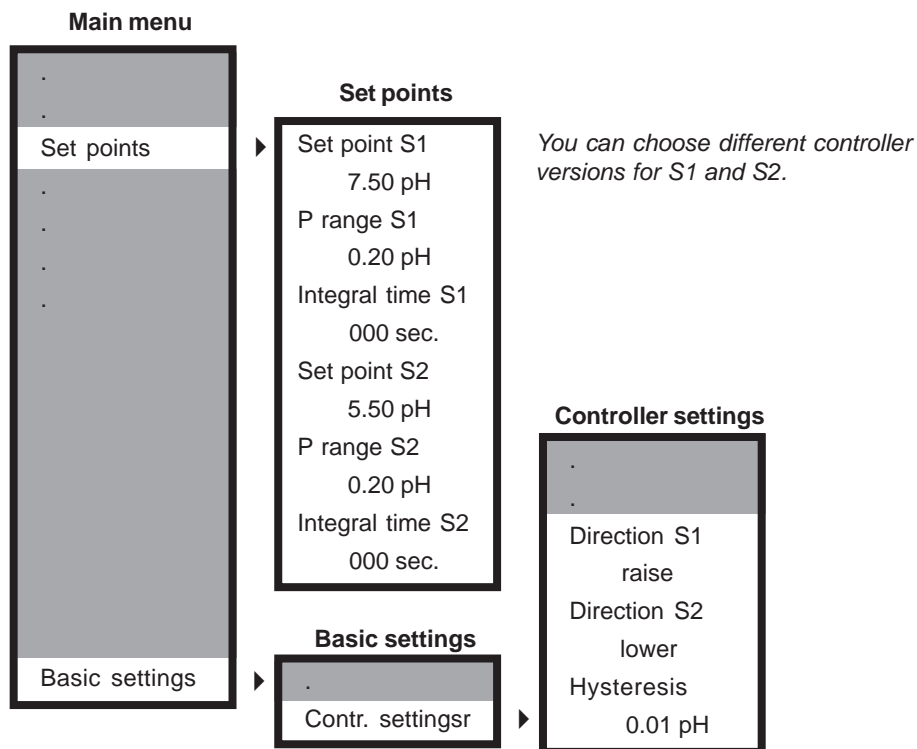 Main menu
.
.
Set points
.
.
.
.
Basic settings
Set points
Set point S1
7.50 pH
P range S1
0.20 pH
Integral time S1
000 sec.
Set point S2
5.50 pH
P range S2
0.20 pH
Integral time S2
000 sec.
You can choose different controller
versions for S1 and S2.
Basic settings
.
Contr. settingsr
Controller settings
.
.
Direction S1
raise
Direction S2
lower
Hysteresis
0.01 pH